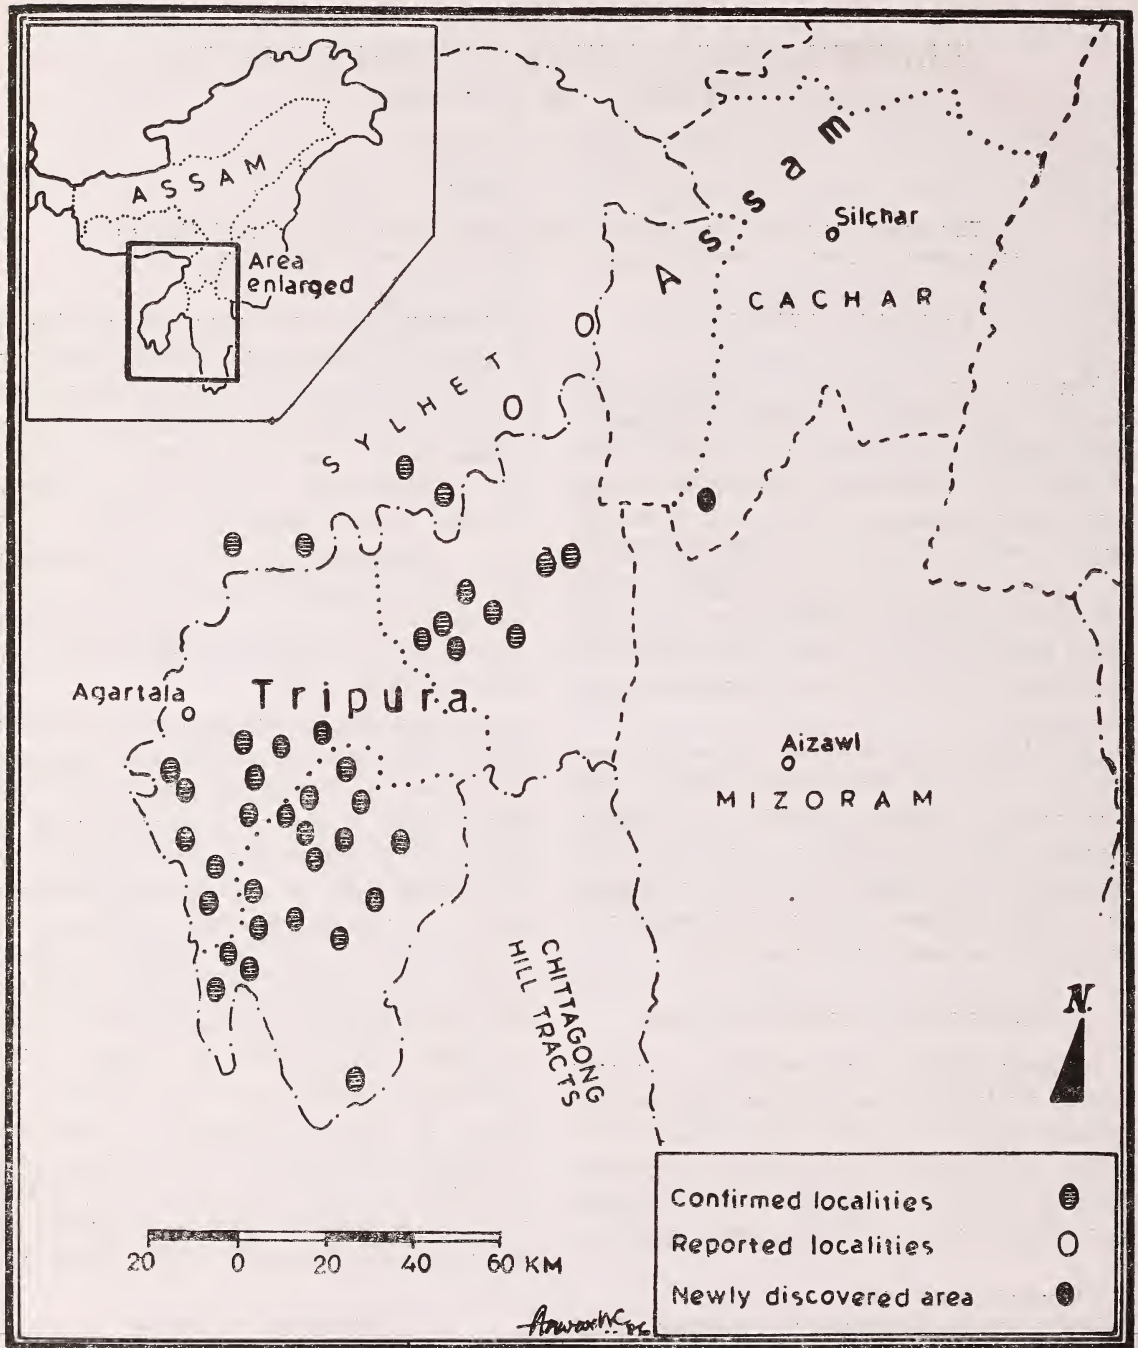 ASSAM
Area
enlarged
Assam
Silchar
CACHAR
SYLHET
Agartala
Tripura
Aizawl
MIZORAM
CHITTAGONG
HILL TRACTS
N.
Confirmed localities
Reported localities
Newly discovered area
20 0 20 40 60 KM